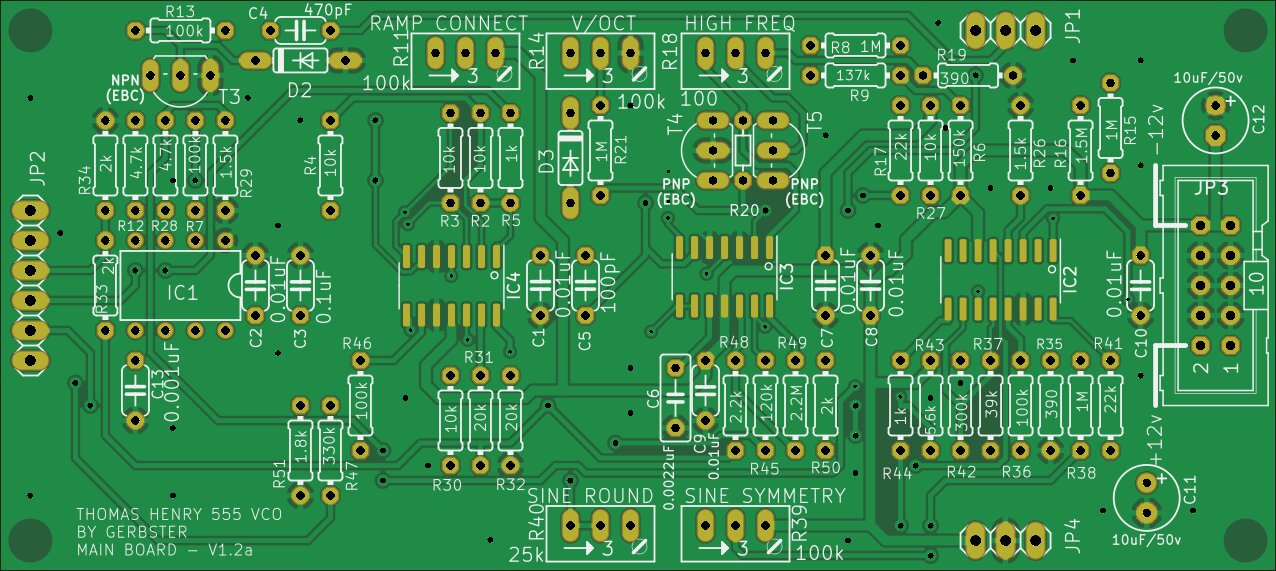 R13
100k
C4
470pF
RAMP CONNECT
V/OCT
HIGH FREQ
JP1
R11
100k
3
R14
100k
3
R18
100
3
R8 1M
137k
R9
R19
390
10uF/50v
+
C12
-12v
D2
NPN
(EBC)
T3
T4
T5
PNP
(EBC)
PNP
(EBC)
R20
JP2
R34
2k
4.7k
4.7k
100k
1.5k
R29
R12
R28
R7
R4
10k
10k
10k
1k
R3
R2
R5
D3
1M
R21
R17
22k
10k
150k
R6
R27
1.5k
R26
R16
1.5M
1M
R15
JP3
10
2
1
R33
2k
IC1
0.01uF
C2
0.1uF
C3
IC4
0.01uF
C1
100pF
C5
IC3
0.01uF
C7
0.01uF
C8
IC2
0.01uF
C10
C13
0.001uF
R46
100k
R51
1.8k
330k
R47
R31
10k
20k
20k
R30
R32
C6
0.0022uF
C9
0.01uF
R48
R49
2.2k
120k
2.2M
2k
R45
R50
R43
R37
R35
R41
1k
5.6k
300k
39k
100k
390
1M
22k
R44
R42
R36
R38
+12v
+
C11
10uF/50v
THOMAS HENRY 555 VCO
BY GERBSTER
MAIN BOARD - V1.2a
SINE ROUND
R40
25k
3
SINE SYMMETRY
R39
100k
3
JP4